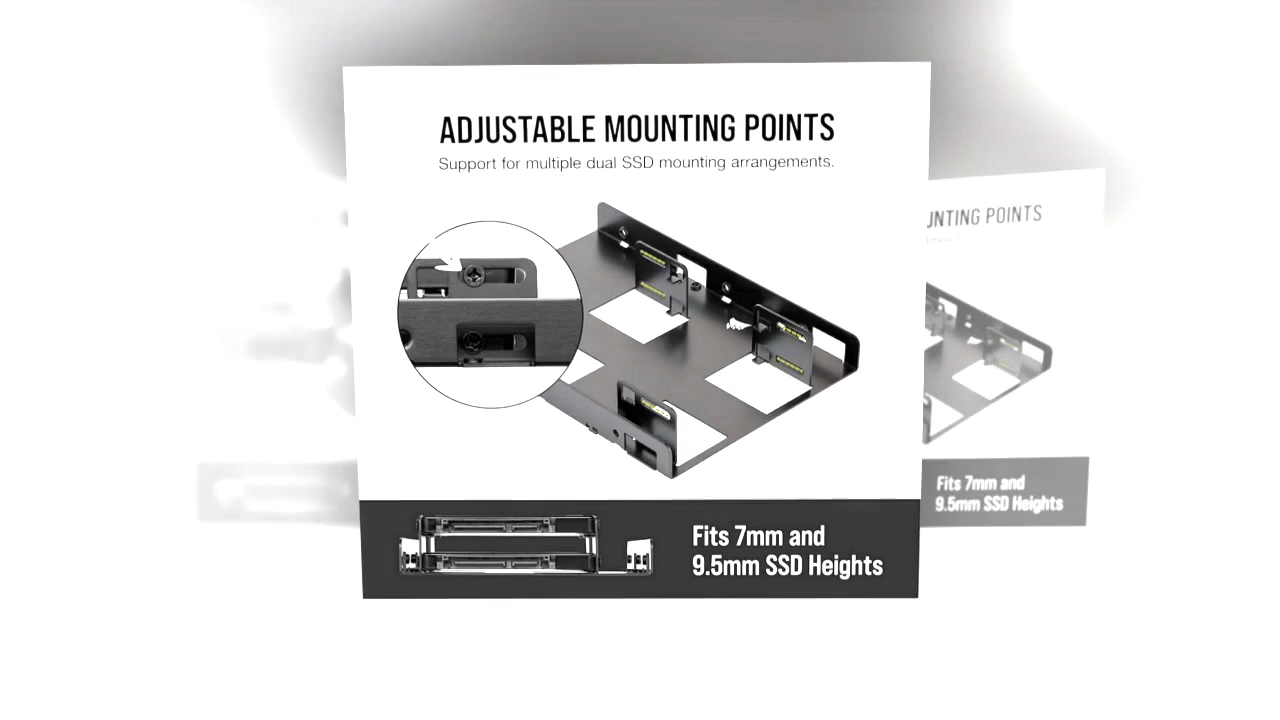 ADJUSTABLE MOUNTING POINTS
Support for multiple dual SSD mounting arrangements.
Fits 7mm and
9.5mm SSD Heights
UNTING POINTS
Fits 7mm and
9.5mm SSD Heights